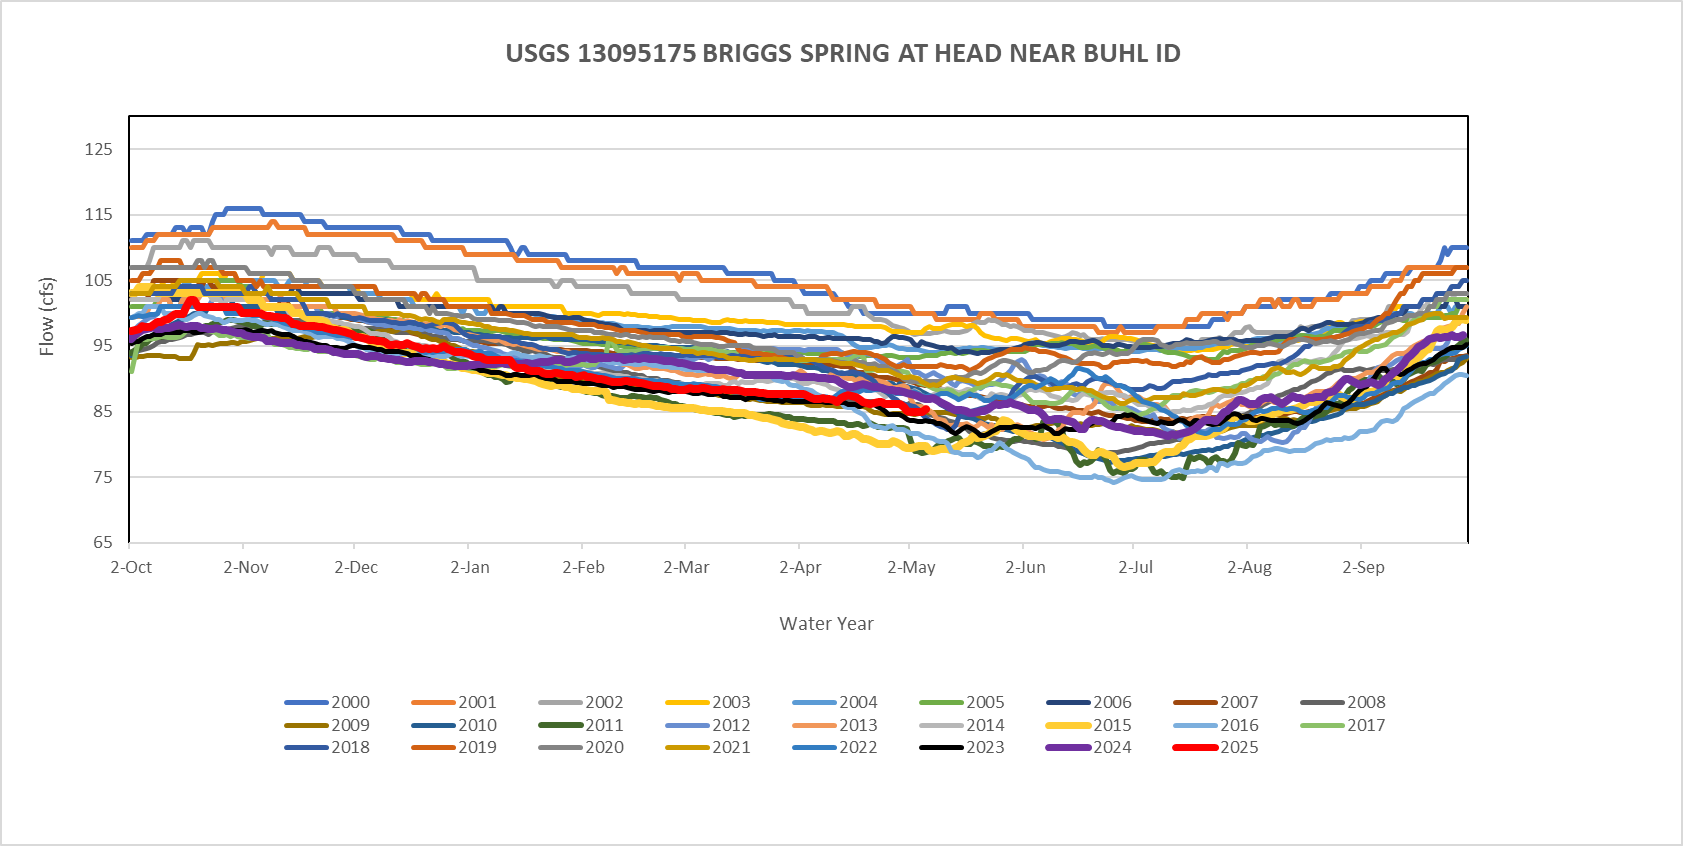 USGS 13095175 BRIGGS SPRING AT HEAD NEAR BUHL ID
125
115
105
95
85
75
65
Flow (cfs)
2-Oct 2-Nov 2-Dec 2-Jan 2-Feb 2-Mar 2-Apr 2-May 2-Jun 2-Jul 2-Aug 2-Sep
Water Year
2000 2001 2002 2003 2004 2005 2006 2007 2008
2009 2010 2011 2012 2013 2014 2015 2016 2017
2018 2019 2020 2021 2022 2023 2024 2025